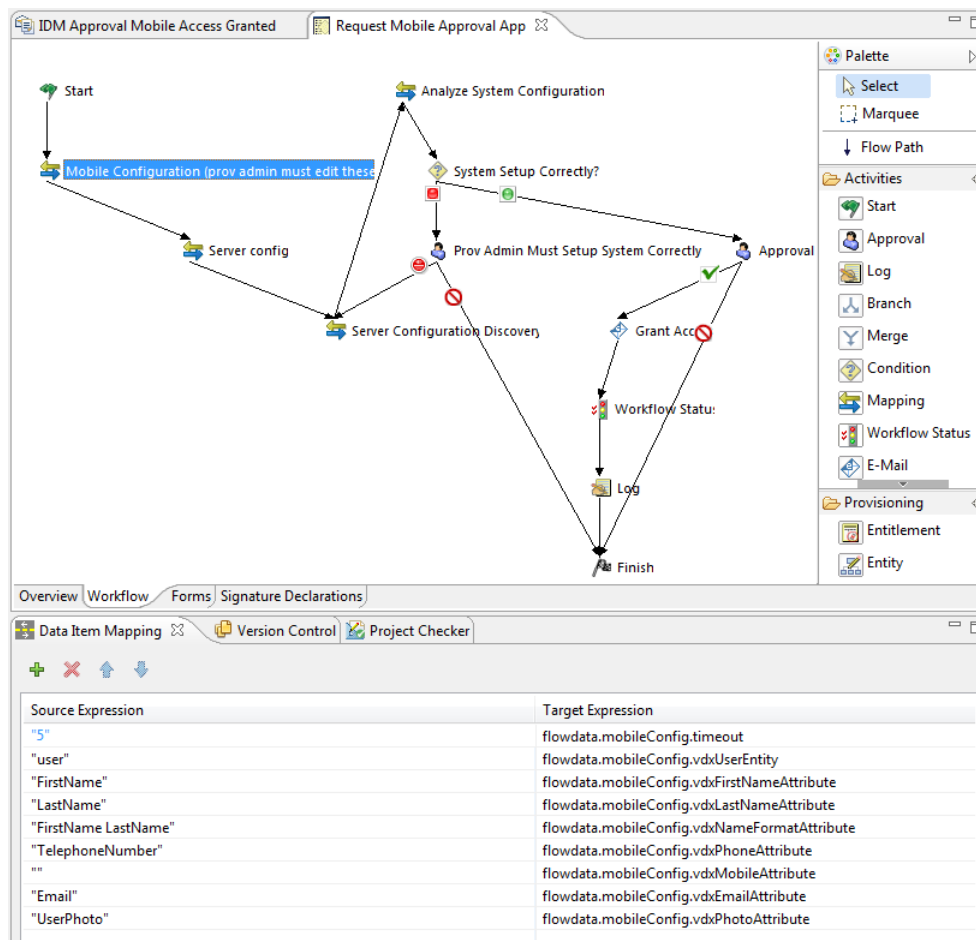 IDM Approval Mobile Access Granted
Request Mobile Approval App
Start
Analyze System Configuration
Mobile Configuration (prov admin must edit these
System Setup Correctly?
Server config
Prov Admin Must Setup System Correctly
Approval
Server Configuration Discovery
Grant Acc
Workflow Statu
Log
Finish
Palette
Select
Marquee
Flow Path
Activities
Start
Approval
Log
Branch
Merge
Condition
Mapping
Workflow Status
E-Mail
Provisioning
Entitlement
Entity
Overview Workflow Forms Signature Declarations
Data Item Mapping Version Control Project Checker
Source Expression Target Expression
"5" flowdata.mobileConfig.timeout
"user" flowdata.mobileConfig.vdxUserEntity
"FirstName" flowdata.mobileConfig.vdxFirstNameAttribute
"LastName" flowdata.mobileConfig.vdxLastNameAttribute
"FirstName LastName" flowdata.mobileConfig.vdxNameFormatAttribute
"TelephoneNumber" flowdata.mobileConfig.vdxPhoneAttribute
"" flowdata.mobileConfig.vdxMobileAttribute
"Email" flowdata.mobileConfig.vdxEmailAttribute
"UserPhoto" flowdata.mobileConfig.vdxPhotoAttribute